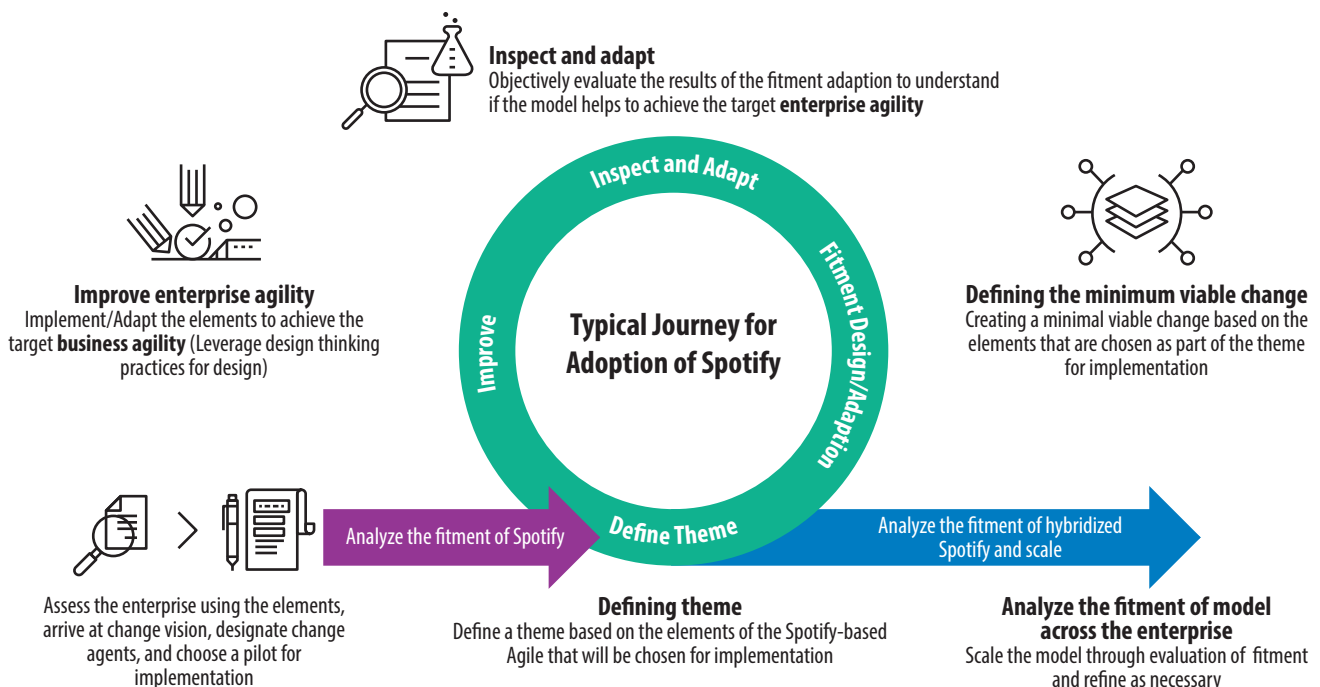 Inspect and adapt
Objectively evaluate the results of the fitment adaption to understand
if the model helps to achieve the target enterprise agility
Inspect and Adapt
Fitment Design/Adaption
Define Theme
Improve
Typical Journey for
Adoption of Spotify
Improve enterprise agility
Implement/Adapt the elements to achieve the
target business agility (Leverage design thinking
practices for design)
Defining the minimum viable change
Creating a minimal viable change based on the
elements that are chosen as part of the theme
for implementation
Analyze the fitment of Spotify
Analyze the fitment of hybridized
Spotify and scale
Assess the enterprise using the elements,
arrive at change vision, designate change
agents, and choose a pilot for
implementation
Defining theme
Define a theme based on the elements of the Spotify-based
Agile that will be chosen for implementation
Analyze the fitment of model
across the enterprise
Scale the model through evaluation of fitment
and refine as necessary